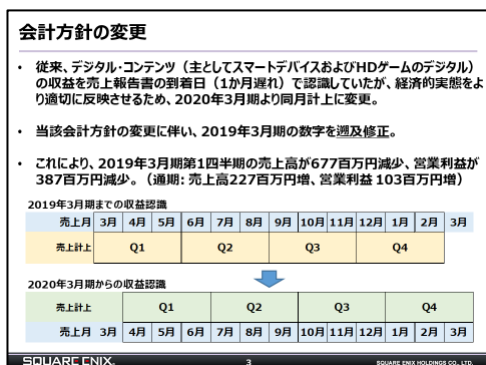 会計方針の変更
• 従来、デジタル・コンテンツ（主としてスマートデバイスおよびHDゲームのデジタル）
の収益を売上報告書の到着日（1か月遅れ）で認識していたが、経済的実態をよ
り適切に反映させるため、2020年3月期より同月計上に変更。
• 当該会計方針の変更に伴い、2019年3月期の数字を遡及修正。
• これにより、2019年3月期第1四半期の売上高が677百万円減少、営業利益が
387百万円減少。（通期：売上高227百万円増、営業利益 103百万円増）
2019年3月期までの収益認識
売上月 3月 4月 5月 6月 7月 8月 9月 10月 11月 12月 1月 2月 3月
売上計上 Q1 Q2 Q3 Q4
2020年3月期からの収益認識
売上計上 Q1 Q2 Q3 Q4
売上月 3月 4月 5月 6月 7月 8月 9月 10月 11月 12月 1月 2月 3月
SQUARE ENIX. 3 SQUARE ENIX HOLDINGS CO., LTD.